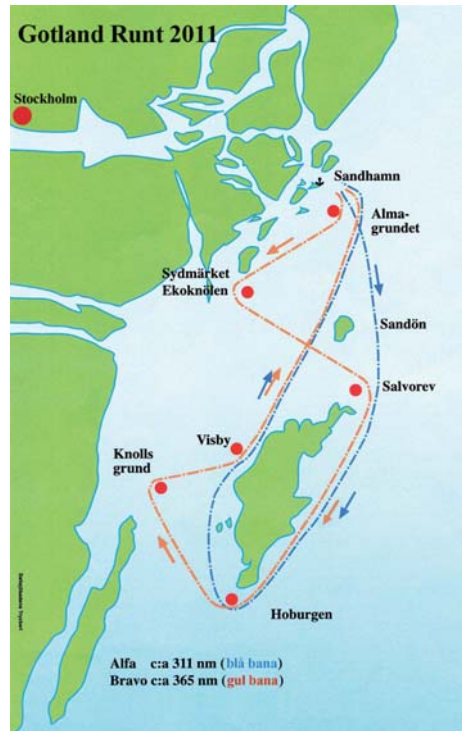 Gotland Runt 2011
Stockholm
Sandhamn
Alma-
grundet
Sydmärket
Ekoknölen
Sandön
Salvorev
Visby
Knolls
grund
Hoburgen
Alfa c:a 311 nm (blå bana)
Bravo c:a 365 nm (gul bana)